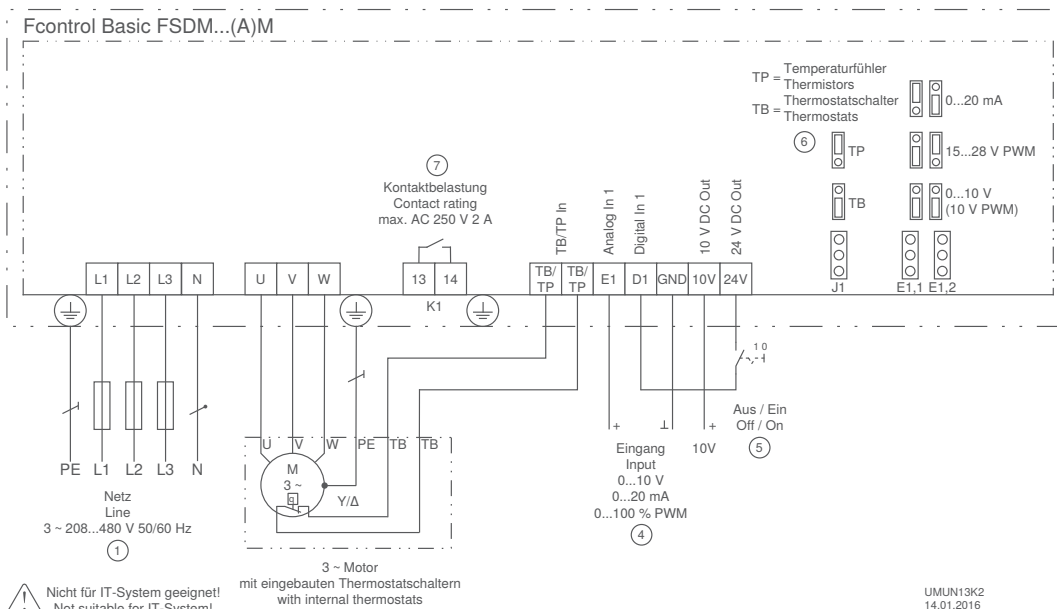 Fcontrol Basic FSDM...(A)M
TP = Temperaturfühler
Thermistors
TB = Thermostatschalter
Thermostats
6
0...20 mA
TP
15...28 V PWM
TB
0...10 V
(10 V PWM)
J1
E1,1
E1,2
7
Kontaktbelastung
Contact rating
max. AC 250 V 2 A
TB/TP In
Analog In 1
Digital In 1
10 V DC Out
24 V DC Out
L1 L2 L3 N
U V W
13 14
K1
TB/TP TB/TP E1 D1 GND 10V 24V
1 0
Aus / Ein
Off / On
5
+ ⊥ +
10V
Eingang
Input
0...10 V
0...20 mA
0...100 % PWM
4
U V W PE TB TB
M
3 ~
Y/Δ
PE L1 L2 L3 N
Netz
Line
3 ~ 208...480 V 50/60 Hz
1
3 ~ Motor
mit eingebauten Thermostatschaltern
with internal thermostats
Nicht für IT-System geeignet!
Not suitable for IT-System!
UMUN13K2
14.01.2016